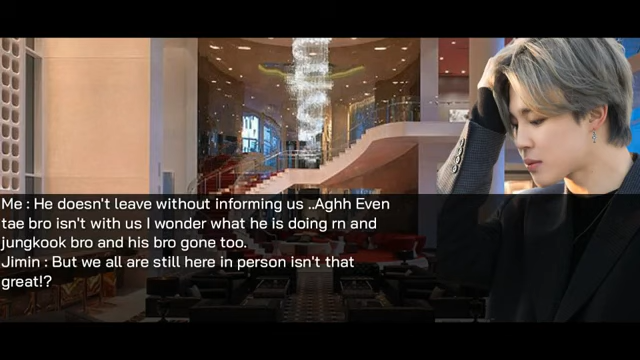 Me : He doesn't leave without informing us ..Aghh Even
tae bro isn't with us I wonder what he is doing rn and
jungkook bro and his bro gone too.
Jimin : But we all are still here in person isn't that
great!?